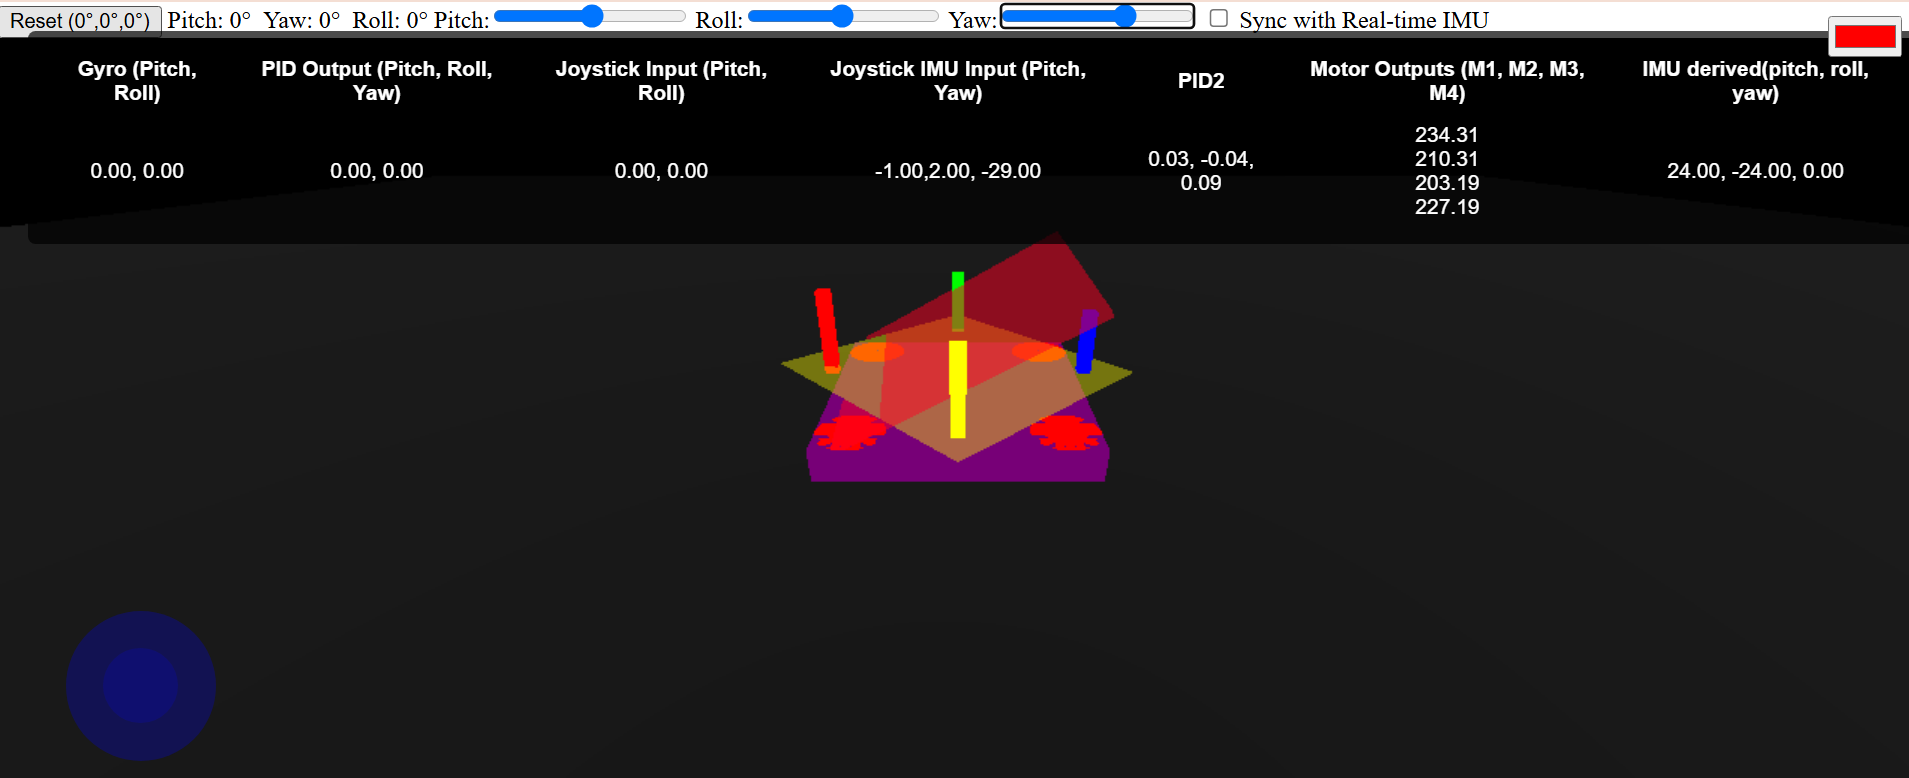 Reset (0°,0°,0°) Pitch: 0° Yaw: 0° Roll: 0° Pitch: Roll: Yaw: Sync with Real-time IMU
Gyro (Pitch, Roll) PID Output (Pitch, Roll, Yaw) Joystick Input (Pitch, Roll) Joystick IMU Input (Pitch, Yaw) PID2 Motor Outputs (M1, M2, M3, M4) IMU derived(pitch, roll, yaw)
0.00, 0.00 0.00, 0.00 0.00, 0.00 -1.00,2.00, -29.00 0.03, -0.04, 0.09 234.31
210.31
203.19
227.19 24.00, -24.00, 0.00